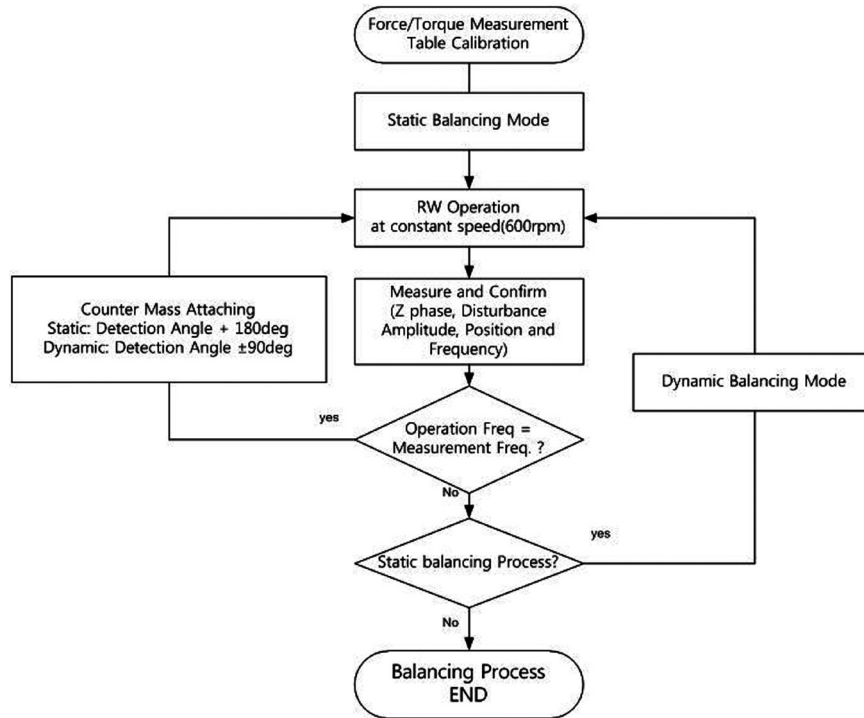 Force/Torque Measurement
Table Calibration
Static Balancing Mode
RW Operation
at constant speed(600rpm)
Measure and Confirm
(Z phase, Disturbance
Amplitude, Position and
Frequency)
Counter Mass Attaching
Static: Detection Angle + 180deg
Dynamic: Detection Angle ±90deg
Dynamic Balancing Mode
yes
Operation Freq =
Measurement Freq. ?
No
yes
Static balancing Process?
No
Balancing Process
END